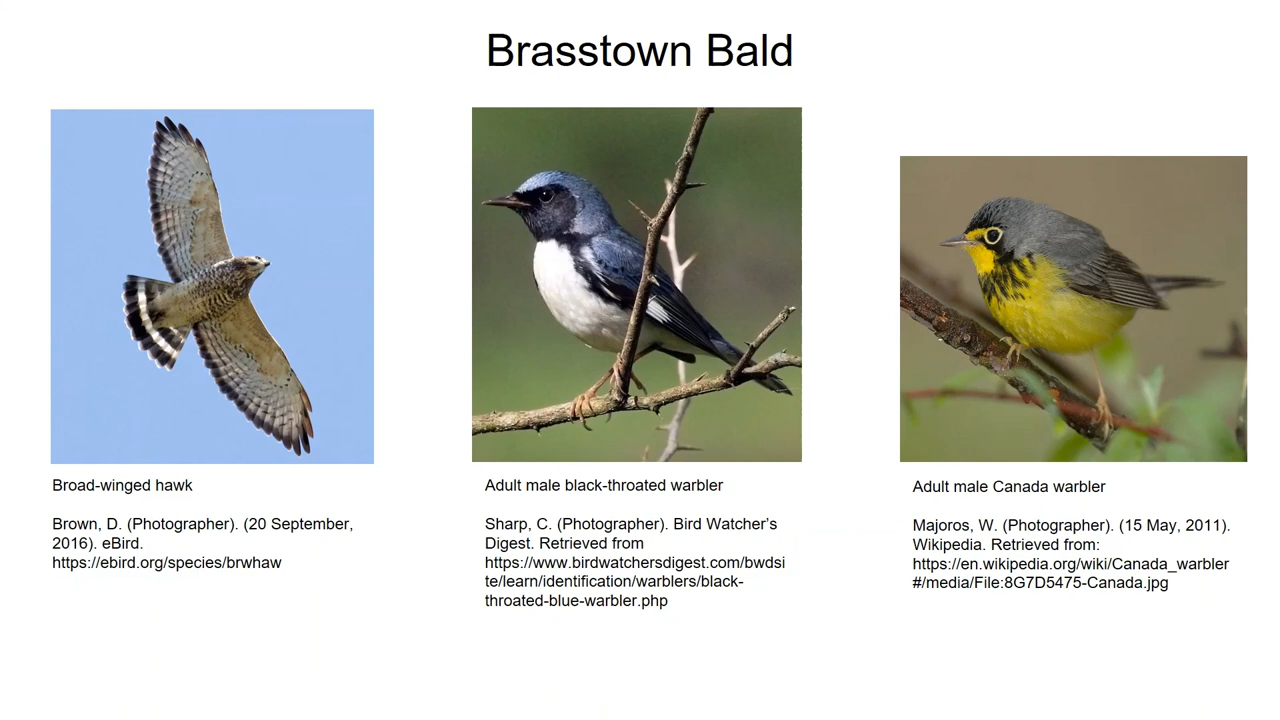 Brasstown Bald
Broad-winged hawk
Brown, D. (Photographer). (20 September,
2016). eBird.
https://ebird.org/species/brwhaw
Adult male black-throated warbler
Sharp, C. (Photographer). Bird Watcher’s
Digest. Retrieved from
https://www.birdwatchersdigest.com/bwdsi
te/learn/identification/warblers/black-
throated-blue-warbler.php
Adult male Canada warbler
Majoros, W. (Photographer). (15 May, 2011).
Wikipedia. Retrieved from:
https://en.wikipedia.org/wiki/Canada_warbler
#/media/File:8G7D5475-Canada.jpg